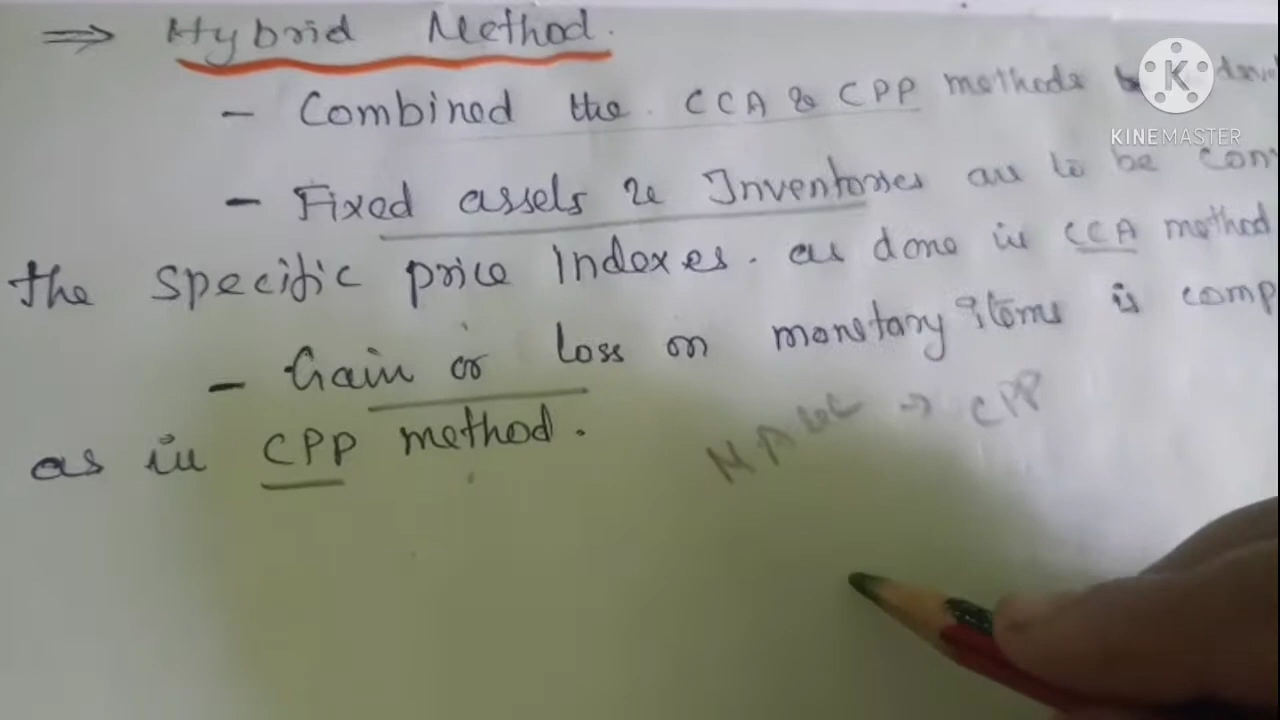 ⇒ Hybrid Method.
- Combined the CCA & CPP methods
- Fixed assets & Inventories are to be
the specific price Indexes. as done in CCA method
- Gain or loss on monetary items is
as in CPP method.
→ CPP
KINEMASTER